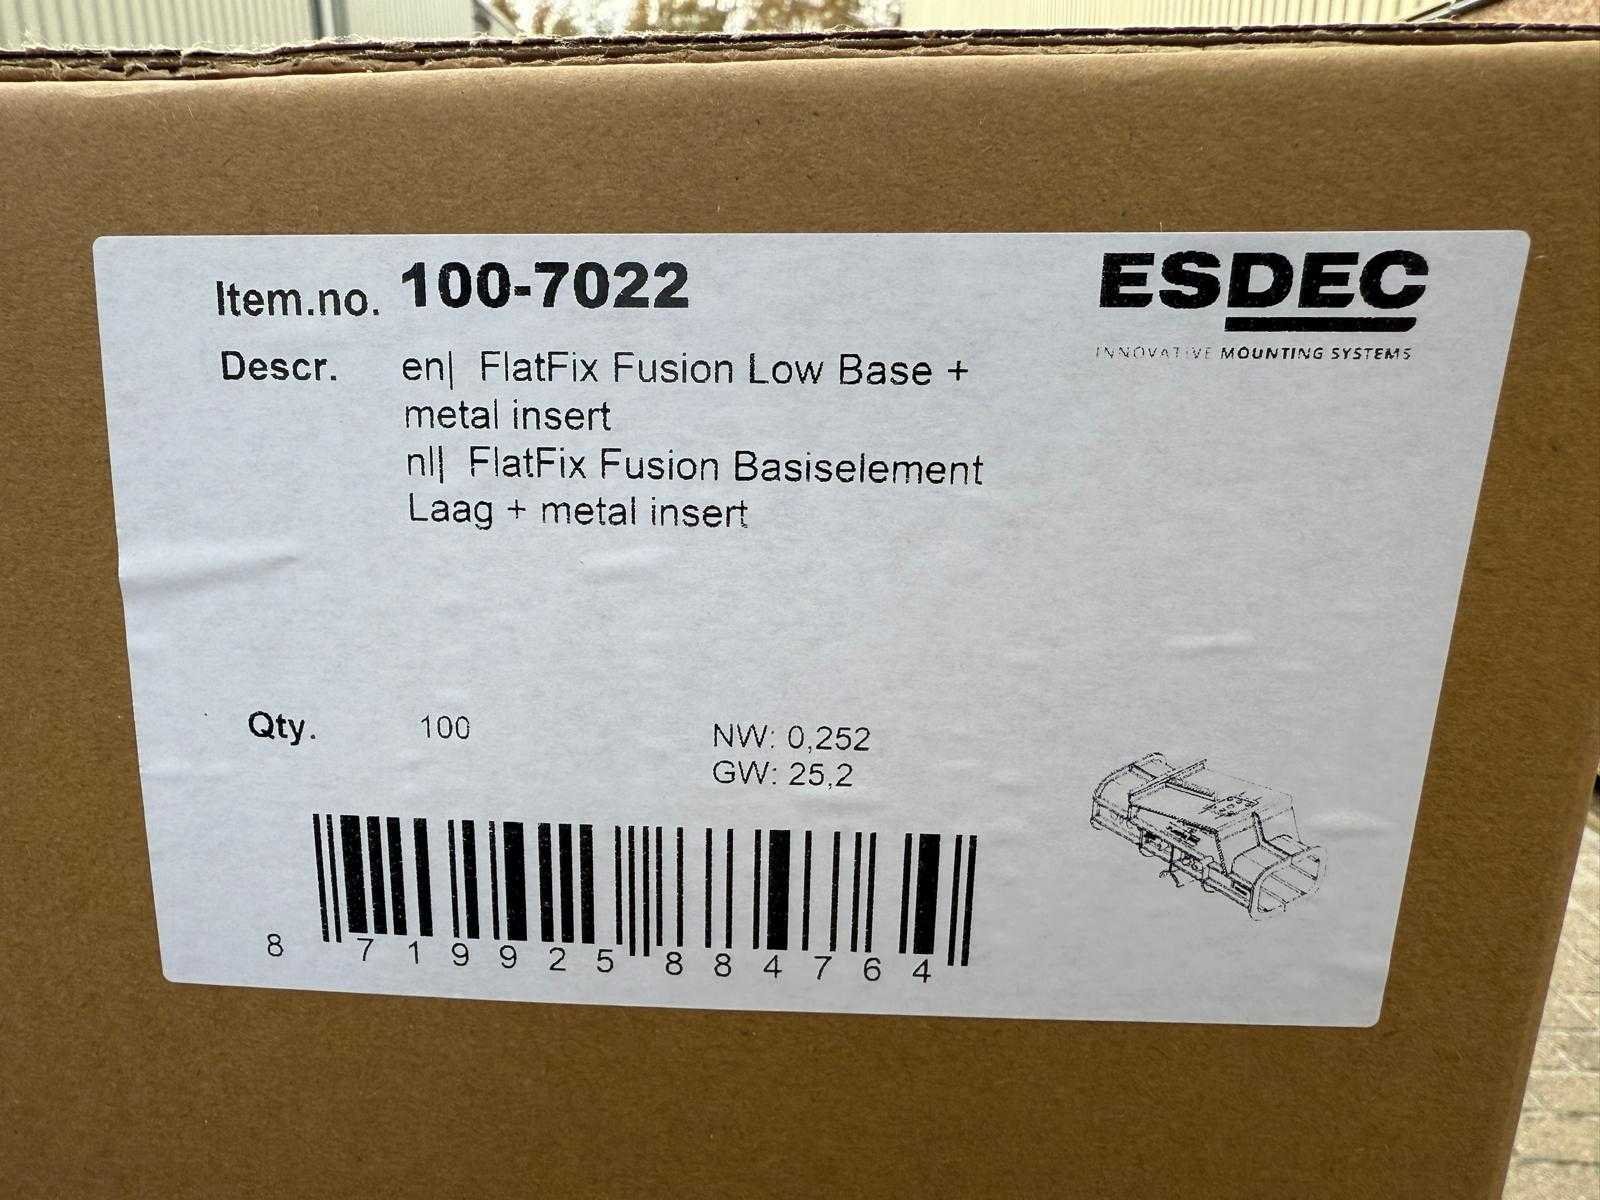 Item.no. 100-7022
ESDEC
INNOVATIVE MOUNTING SYSTEMS
Descr. en| FlatFix Fusion Low Base +
metal insert
nl| FlatFix Fusion Basiselement
Laag + metal insert
Qty. 100
NW: 0,252
GW: 25,2
8 719925 884764